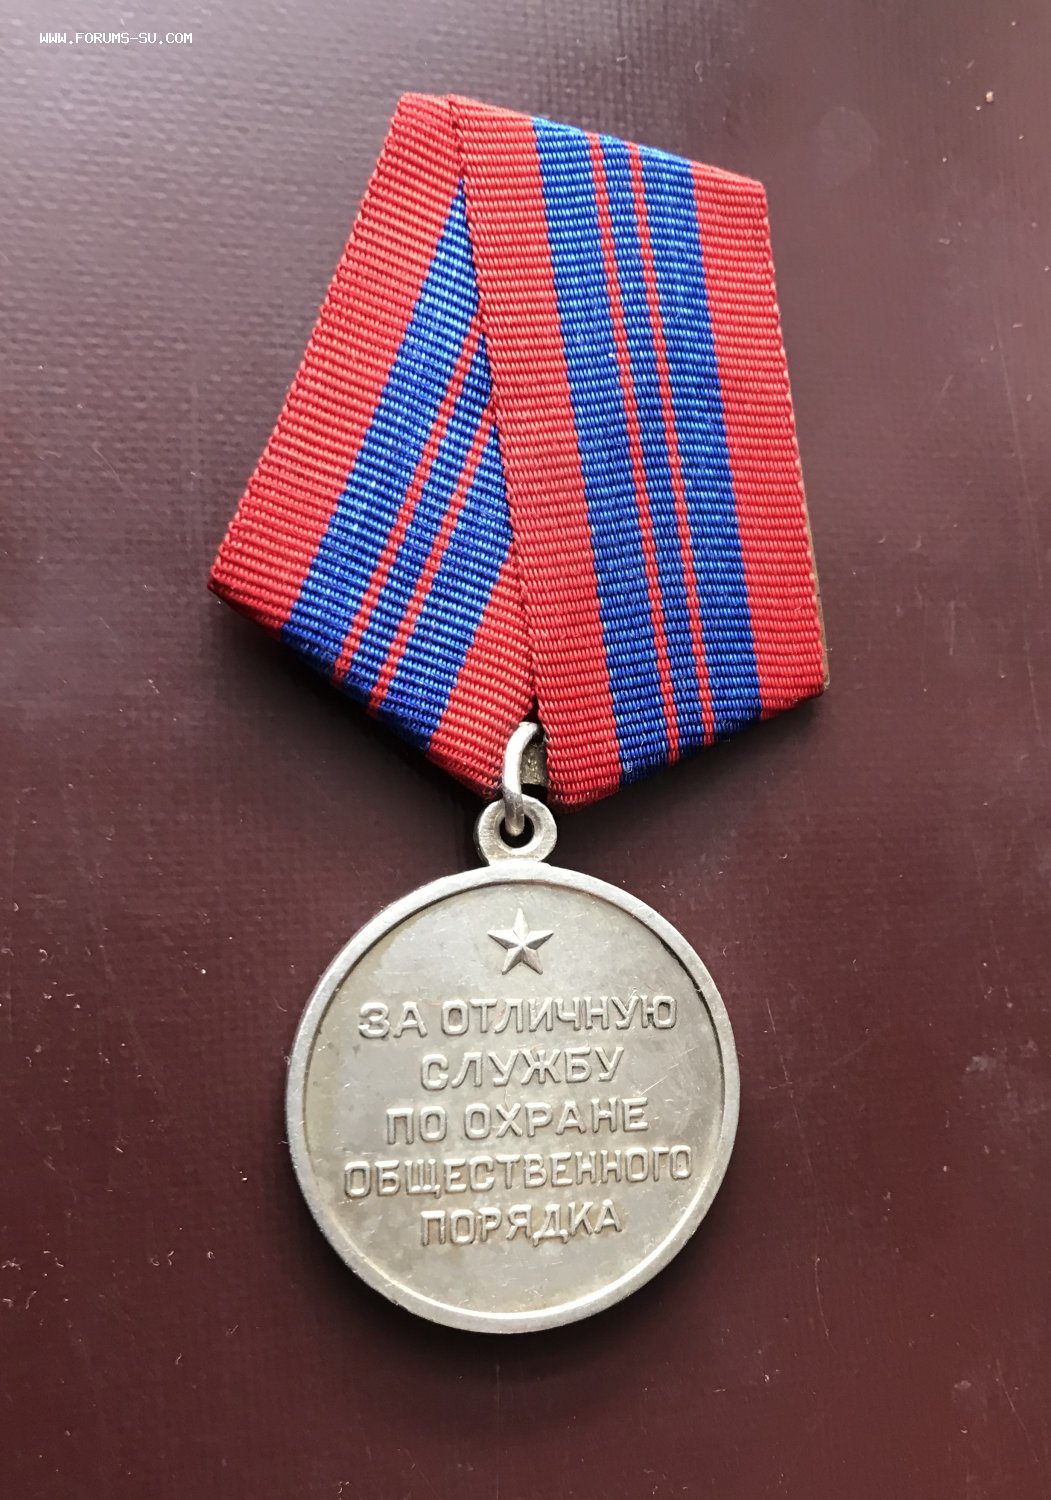 WWW.FORUMS-SU.COM
ЗА ОТЛИЧНУЮ
СЛУЖБУ
ПО ОХРАНЕ
ОБЩЕСТВЕННОГО
ПОРЯДКА